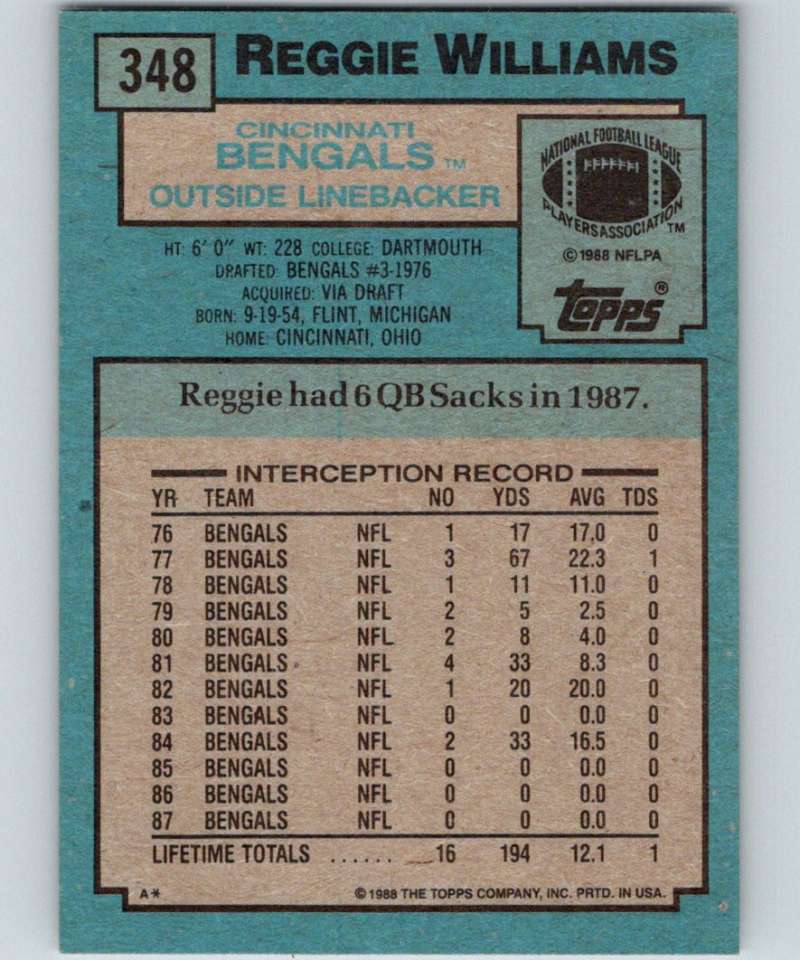 348 REGGIE WILLIAMS
CINCINNATI
BENGALS TM
OUTSIDE LINEBACKER
HT: 6' 0" WT: 228 COLLEGE: DARTMOUTH
DRAFTED: BENGALS #3-1976
ACQUIRED: VIA DRAFT
BORN: 9-19-54, FLINT, MICHIGAN
HOME: CINCINNATI, OHIO
NATIONAL FOOTBALL LEAGUE
PLAYERS ASSOCIATION TM
© 1988 NFLPA
topps ®
Reggie had 6 QB Sacks in 1987.
INTERCEPTION RECORD
YR TEAM NO YDS AVG TDS
76 BENGALS NFL 1 17 17.0 0
77 BENGALS NFL 3 67 22.3 1
78 BENGALS NFL 1 11 11.0 0
79 BENGALS NFL 2 5 2.5 0
80 BENGALS NFL 2 8 4.0 0
81 BENGALS NFL 4 33 8.3 0
82 BENGALS NFL 1 20 20.0 0
83 BENGALS NFL 0 0 0.0 0
84 BENGALS NFL 2 33 16.5 0
85 BENGALS NFL 0 0 0.0 0
86 BENGALS NFL 0 0 0.0 0
87 BENGALS NFL 0 0 0.0 0
LIFETIME TOTALS ...... 16 194 12.1 1
A* © 1988 THE TOPPS COMPANY, INC. PRTD. IN USA.